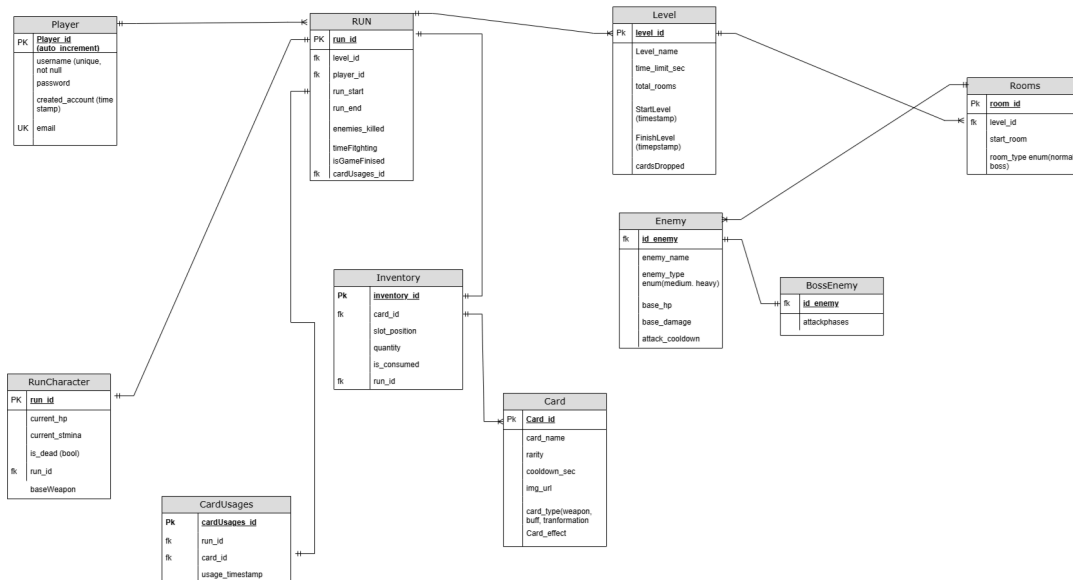 Player
PK Player_id
(auto_increment)
username (unique,
not null
password
created_account (time
stamp)
UK email
RUN
PK run_id
fk level_id
fk player_id
run_start
run_end
enemies_killed
timeFitghting
isGameFinised
fk cardUsages_id
Level
Pk level_id
Level_name
time_limit_sec
total_rooms
StartLevel
(timestamp)
FinishLevel
(timepstamp)
cardsDropped
Rooms
Pk room_id
fk level_id
start_room
room_type enum(normal
boss)
Enemy
fk id_enemy
enemy_name
enemy_type
enum(medium. heavy)
base_hp
base_damage
attack_cooldown
BossEnemy
fk id_enemy
attackphases
Inventory
Pk inventory_id
fk card_id
slot_position
quantity
is_consumed
fk run_id
RunCharacter
PK run_id
current_hp
current_stmina
is_dead (bool)
fk run_id
baseWeapon
Card
Pk Card_id
card_name
rarity
cooldown_sec
img_url
card_type(weapon,
buff, tranformation
Card_effect
CardUsages
Pk cardUsages_id
fk run_id
fk card_id
usage_timestamp